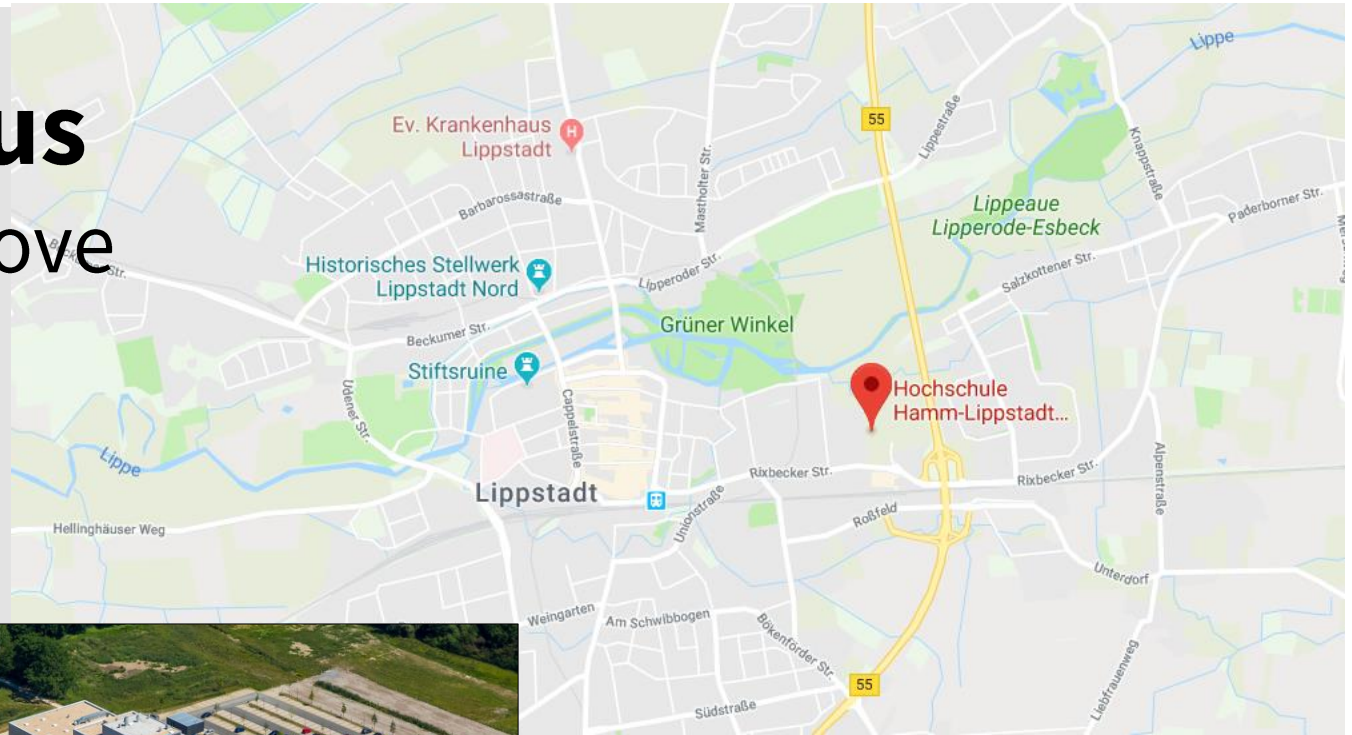 us
ove
Lippe
55
Lippestraße
Knappstraße
Ev. Krankenhaus
Lippstadt
H
Mastholter Str.
Barbarossastraße
Paderborner Str.
Lippeaue
Lipperode-Esbeck
Historisches Stellwerk
Lippstadt Nord
Lipperoder Str.
Salzkottener Str.
Beckumer Str.
Grüner Winkel
Stiftsruine
Udener Str.
Cappelstraße
Hochschule
Hamm-Lippstadt...
Lippe
Lippstadt
Rixbecker Str.
Rixbecker Str.
Alpenstraße
Unionstraße
Roßfeld
Hellinghäuser Weg
Unterdorf
Weingarten
Am Schwibbogen
Bökenförder Str.
Liebfrauenweg
55
Südstraße